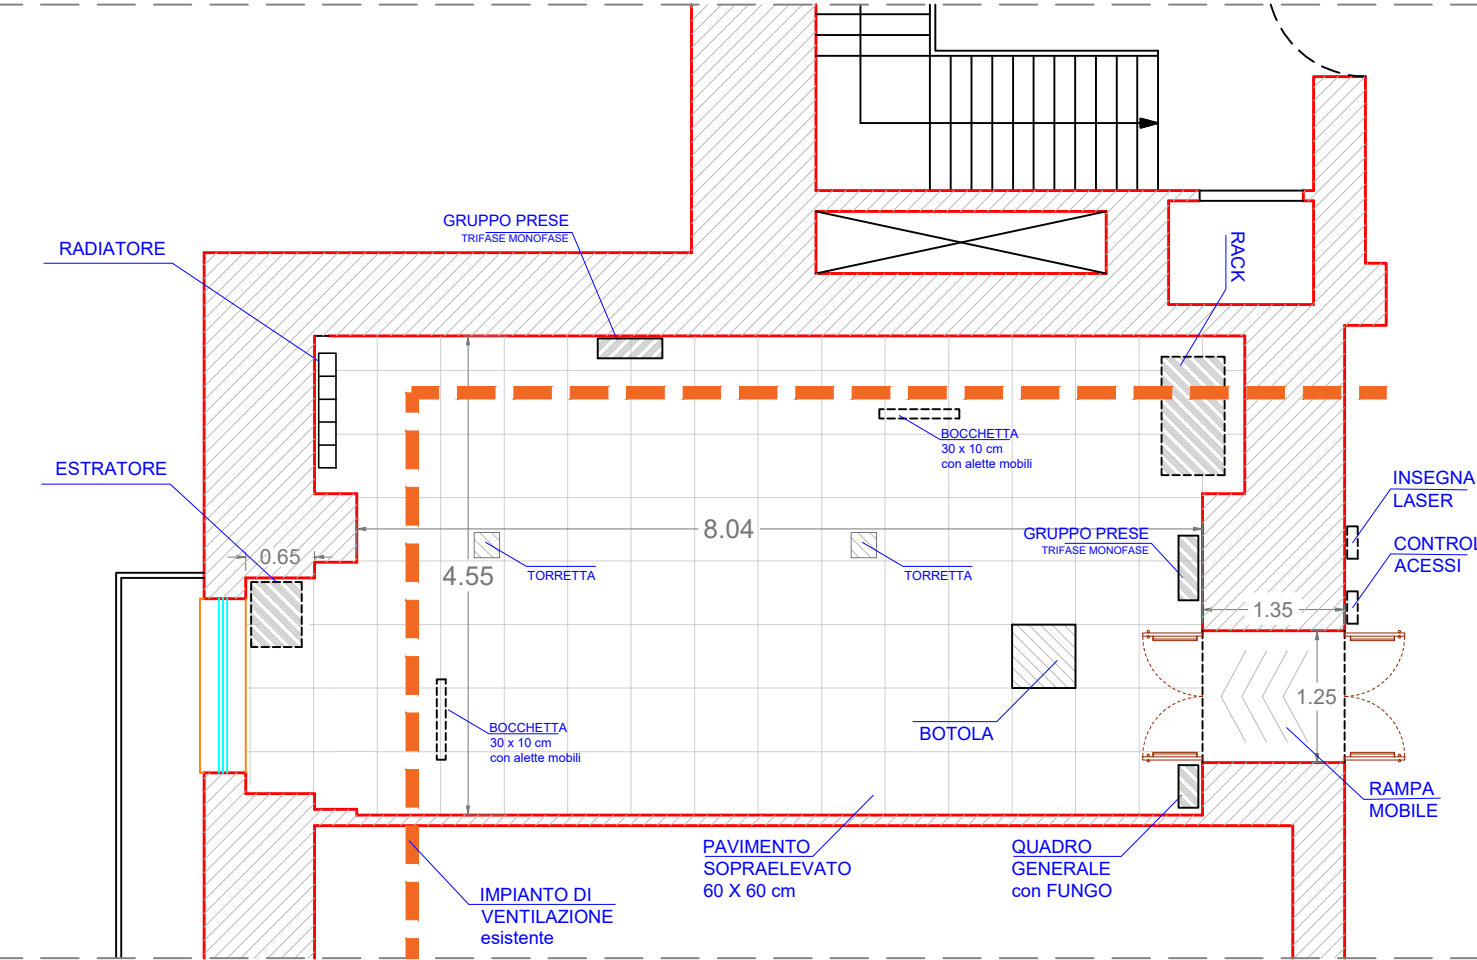 GRUPPO PRESE
TRIFASE MONOFASE
RADIATORE
RACK
BOCCHETTA
30 x 10 cm
con alette mobili
ESTRATORE
INSEGNA
LASER
8.04
GRUPPO PRESE
TRIFASE MONOFASE
CONTROL
ACESSI
0.65
4.55
TORRETTA
TORRETTA
1.35
1.25
BOCCHETTA
30 x 10 cm
con alette mobili
BOTOLA
RAMPA
MOBILE
PAVIMENTO
SOPRAELEVATO
60 X 60 cm
QUADRO
GENERALE
con FUNGO
IMPIANTO DI
VENTILAZIONE
esistente